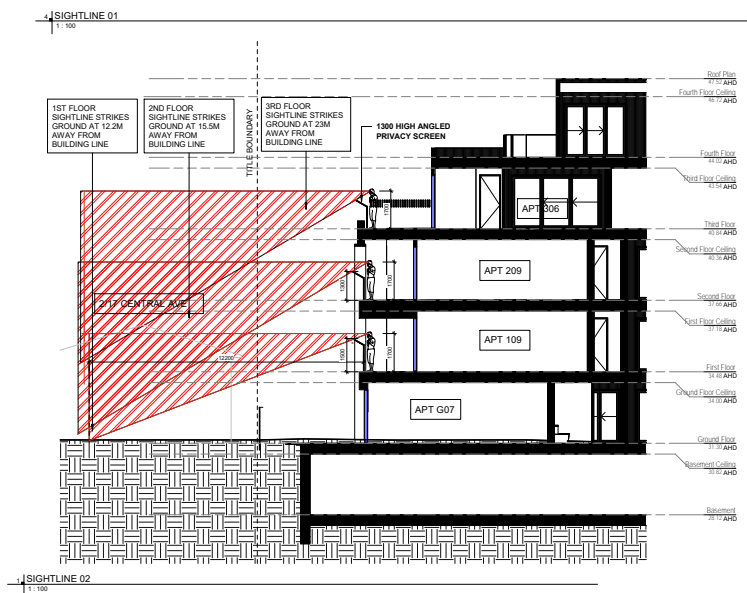 4 SIGHTLINE 01
1 : 100
1ST FLOOR
SIGHTLINE STRIKES
GROUND AT 12.2M
AWAY FROM
BUILDING LINE
2ND FLOOR
SIGHTLINE STRIKES
GROUND AT 15.5M
AWAY FROM
BUILDING LINE
TITLE BOUNDARY
3RD FLOOR
SIGHTLINE STRIKES
GROUND AT 23M
AWAY FROM
BUILDING LINE
1300 HIGH ANGLED
PRIVACY SCREEN
Roof Plan
47.52 AHD
Fourth Floor Ceiling
46.72 AHD
Fourth Floor
44.02 AHD
Third Floor Ceiling
43.54 AHD
1700
APT 306
Third Floor
40.84 AHD
Second Floor Ceiling
40.36 AHD
1300
1700
APT 209
2/17 CENTRAL AVE
Second Floor
37.66 AHD
First Floor Ceiling
37.18 AHD
1700
APT 109
12200
First Floor
34.48 AHD
Ground Floor Ceiling
34.00 AHD
APT G07
Ground Floor
31.30 AHD
Basement Ceiling
30.82 AHD
Basement
28.12 AHD
1 SIGHTLINE 02
1 : 100